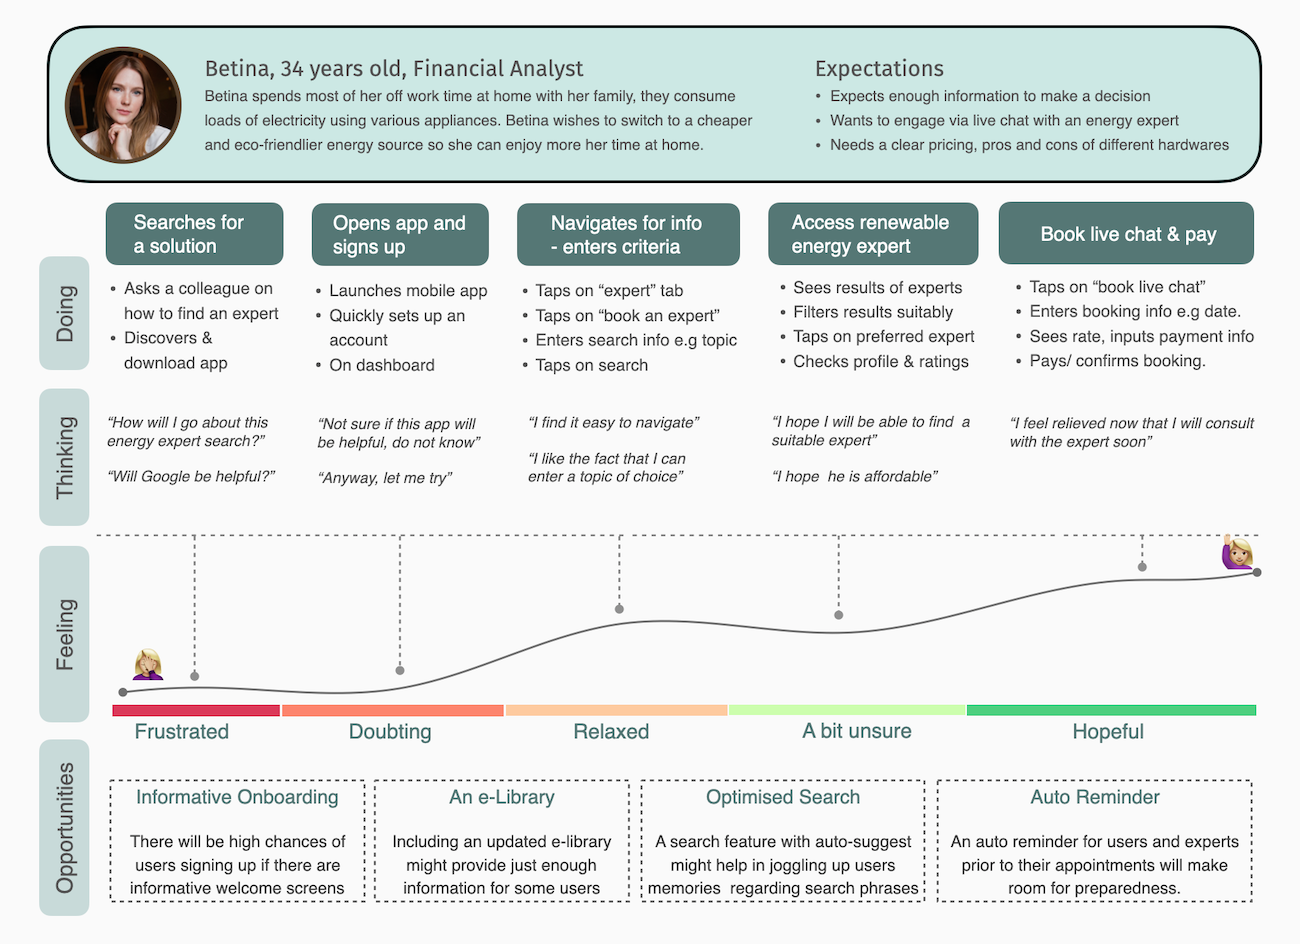 Betina, 34 years old, Financial Analyst
Betina spends most of her off work time at home with her family, they consume
loads of electricity using various appliances. Betina wishes to switch to a cheaper
and eco-friendlier energy source so she can enjoy more her time at home.
Expectations
• Expects enough information to make a decision
• Wants to engage via live chat with an energy expert
• Needs a clear pricing, pros and cons of different hardwares
Searches for
a solution
Opens app and
signs up
Navigates for info
- enters criteria
Access renewable
energy expert
Book live chat & pay
Doing
• Asks a colleague on
how to find an expert
• Discovers &
download app
• Launches mobile app
• Quickly sets up an
account
• On dashboard
• Taps on “expert” tab
• Taps on “book an expert”
• Enters search info e.g topic
• Taps on search
• Sees results of experts
• Filters results suitably
• Taps on preferred expert
• Checks profile & ratings
• Taps on “book live chat”
• Enters booking info e.g date.
• Sees rate, inputs payment info
• Pays/ confirms booking.
Thinking
“How will I go about this
energy expert search?”
“Will Google be helpful?”
“Not sure if this app will
be helpful, do not know”
“Anyway, let me try”
“I find it easy to navigate”
“I like the fact that I can
enter a topic of choice”
“I hope I will be able to find  a
suitable expert”
“I hope  he is affordable”
“I feel relieved now that I will consult
with the expert soon”
Feeling
Frustrated
Doubting
Relaxed
A bit unsure
Hopeful
Opportunities
Informative Onboarding
There will be high chances of
users signing up if there are
informative welcome screens
An e-Library
Including an updated e-library
might provide just enough
information for some users
Optimised Search
A search feature with auto-suggest
might help in joggling up users
memories  regarding search phrases
Auto Reminder
An auto reminder for users and experts
prior to their appointments will make
room for preparedness.